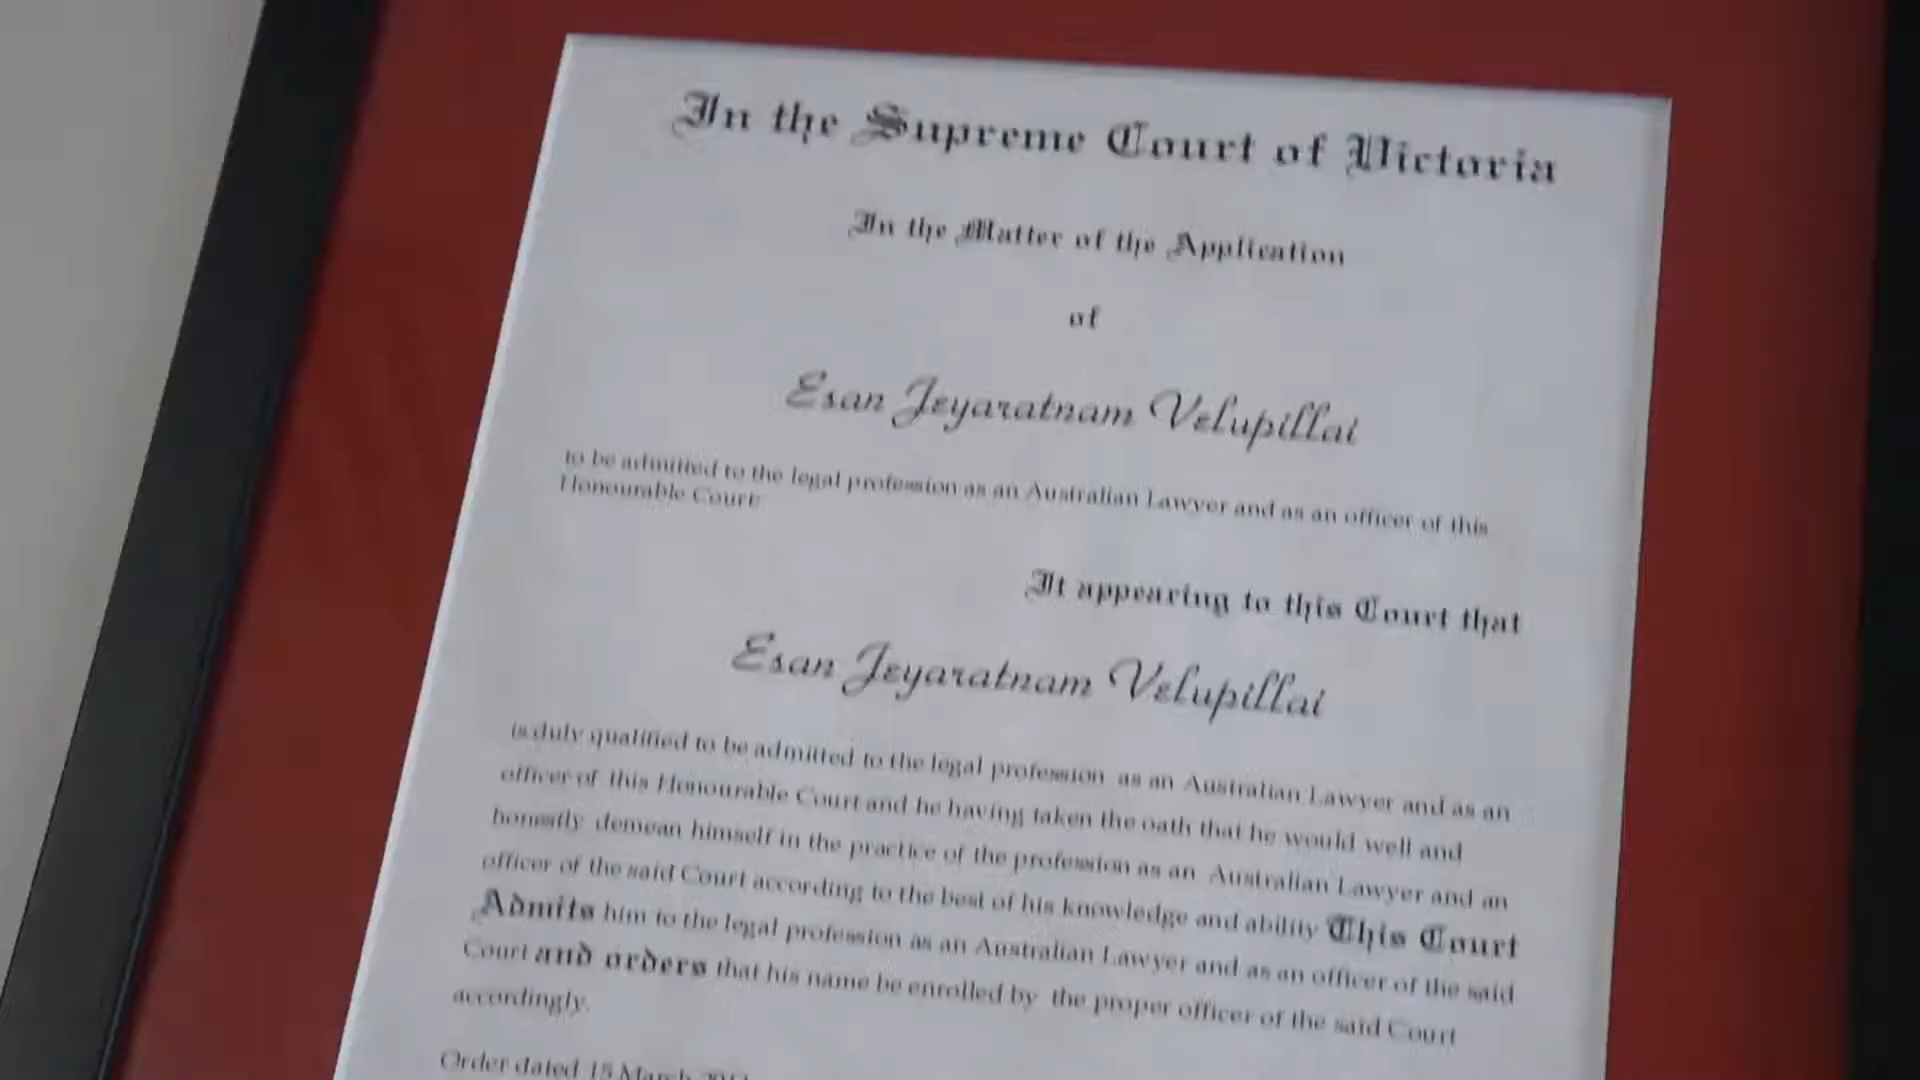 In the Supreme Court of Victoria
In the Matter of the Application
of
Esan Jeyaratnam Velupillai
to be admitted to the legal profession as an Australian Lawyer and as an officer of this
Honourable Court:
It appearing to this Court that
Esan Jeyaratnam Velupillai
is duly qualified to be admitted to the legal profession as an Australian Lawyer and as an
officer of this Honourable Court and he having taken the oath that he would well and
honestly demean himself in the practice of the profession as an Australian Lawyer and an
officer of the said Court according to the best of his knowledge and ability This Court
Admits him to the legal profession as an Australian Lawyer and as an officer of the said
Court and orders that his name be enrolled by the proper officer of the said Court
accordingly.
Order dated 15 March